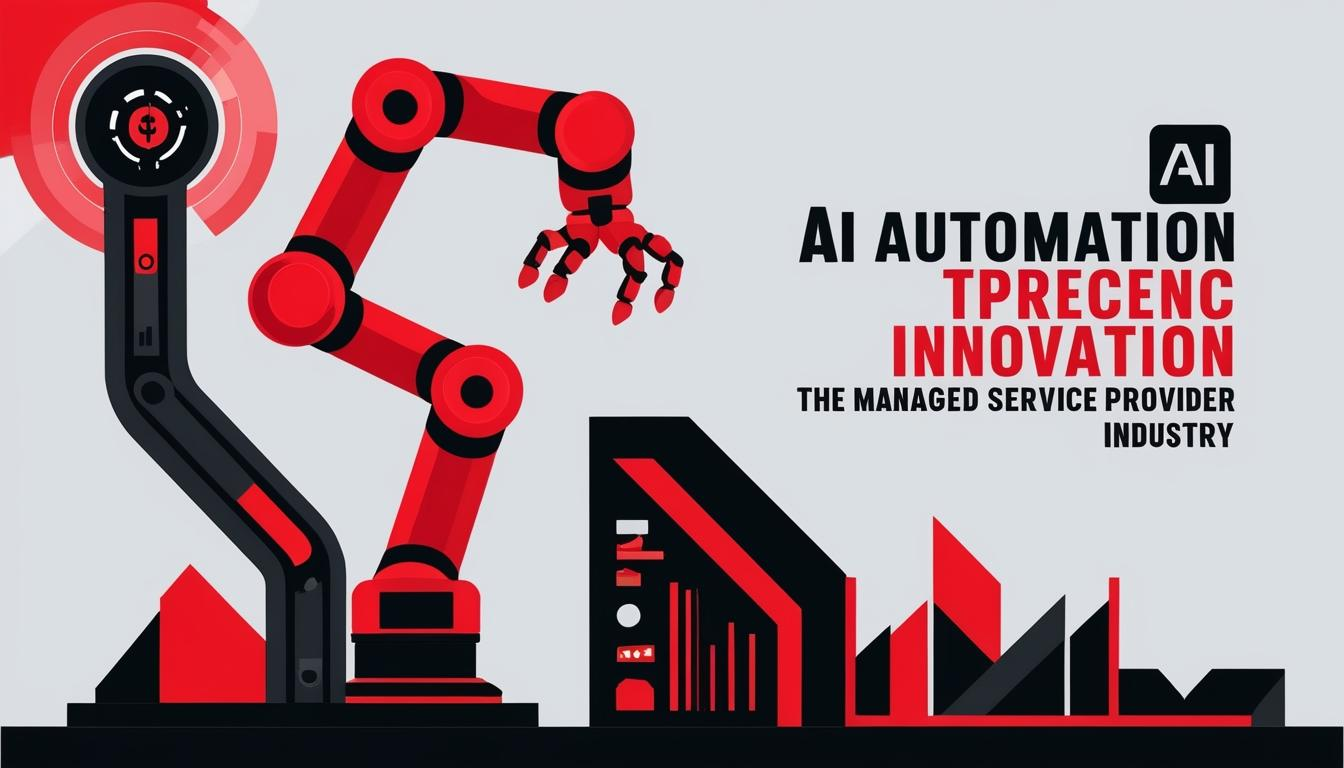 AI
AI AUTOMATION
TPRECENC
INNOVATION
THE MANAGED SERVICE PROVIDER
INDUSTRY